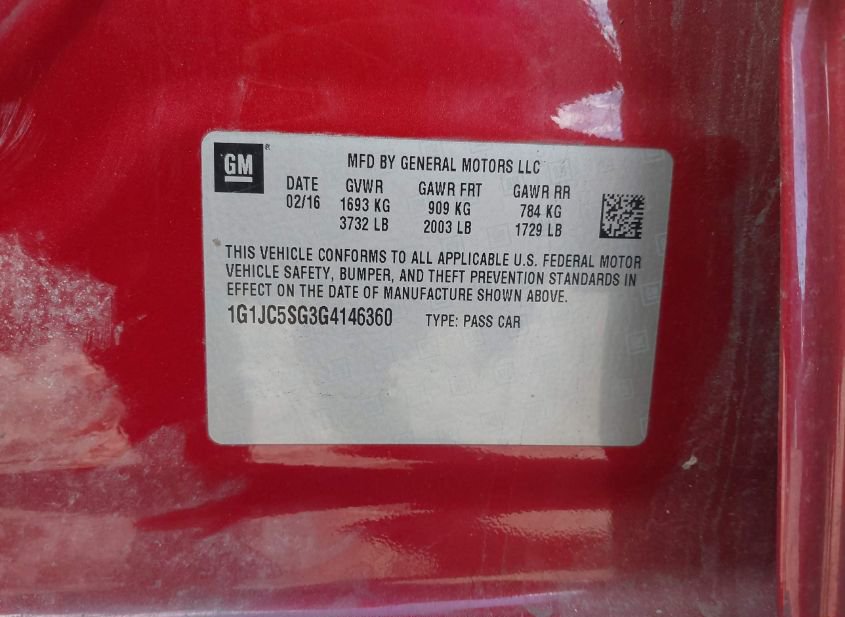 GM ® MFD BY GENERAL MOTORS LLC
DATE GVWR GAWR FRT GAWR RR
02/16 1693 KG 909 KG 784 KG
3732 LB 2003 LB 1729 LB
THIS VEHICLE CONFORMS TO ALL APPLICABLE U.S. FEDERAL MOTOR
VEHICLE SAFETY, BUMPER, AND THEFT PREVENTION STANDARDS IN
EFFECT ON THE DATE OF MANUFACTURE SHOWN ABOVE.
1G1JC5SG3G4146360 TYPE: PASS CAR